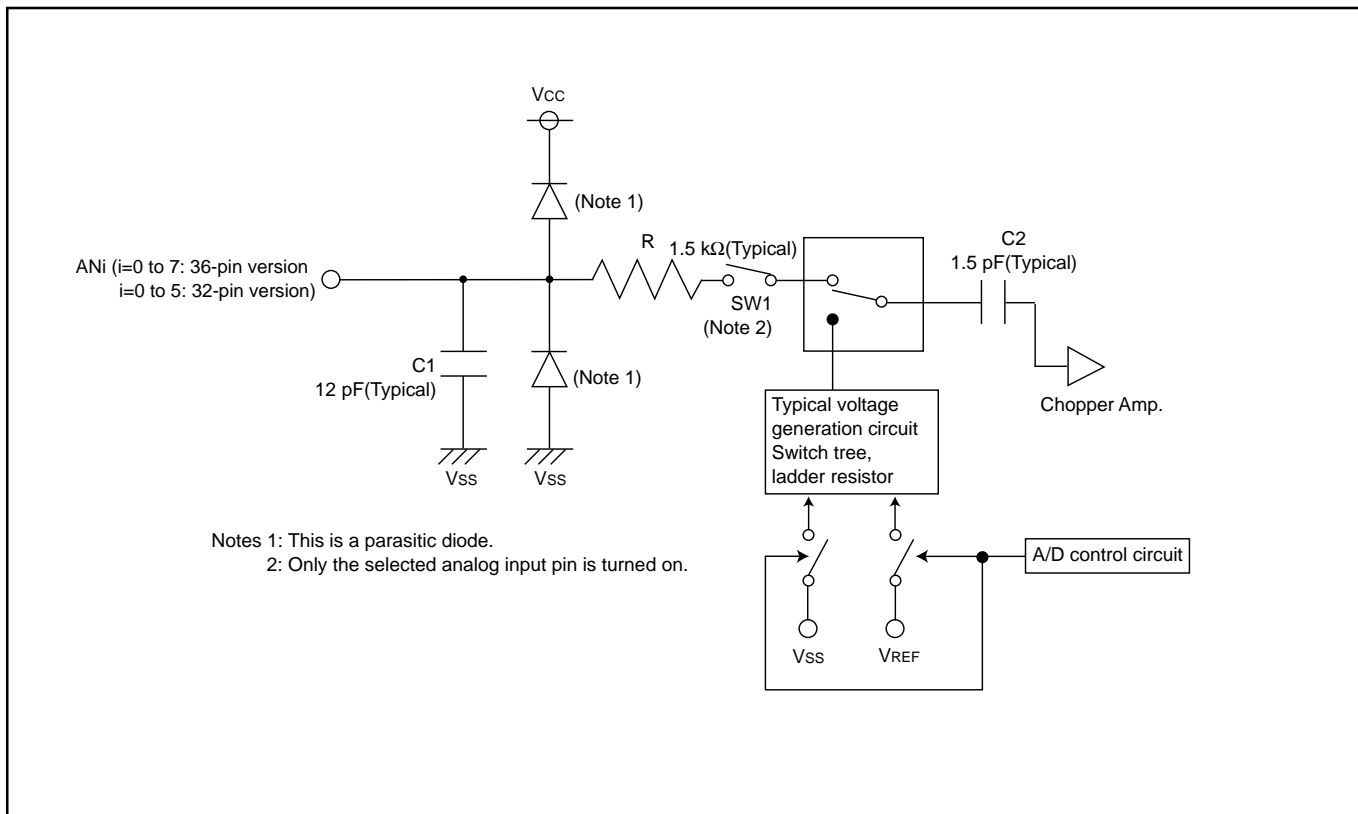 VCC
(Note 1)
R
1.5 kΩ(Typical)
C2
1.5 pF(Typical)
ANi (i=0 to 7: 36-pin version
i=0 to 5: 32-pin version)
SW1
(Note 2)
C1
12 pF(Typical)
(Note 1)
Chopper Amp.
Typical voltage
generation circuit
Switch tree,
ladder resistor
VSS
VSS
Notes 1: This is a parasitic diode.
2: Only the selected analog input pin is turned on.
A/D control circuit
VSS
VREF